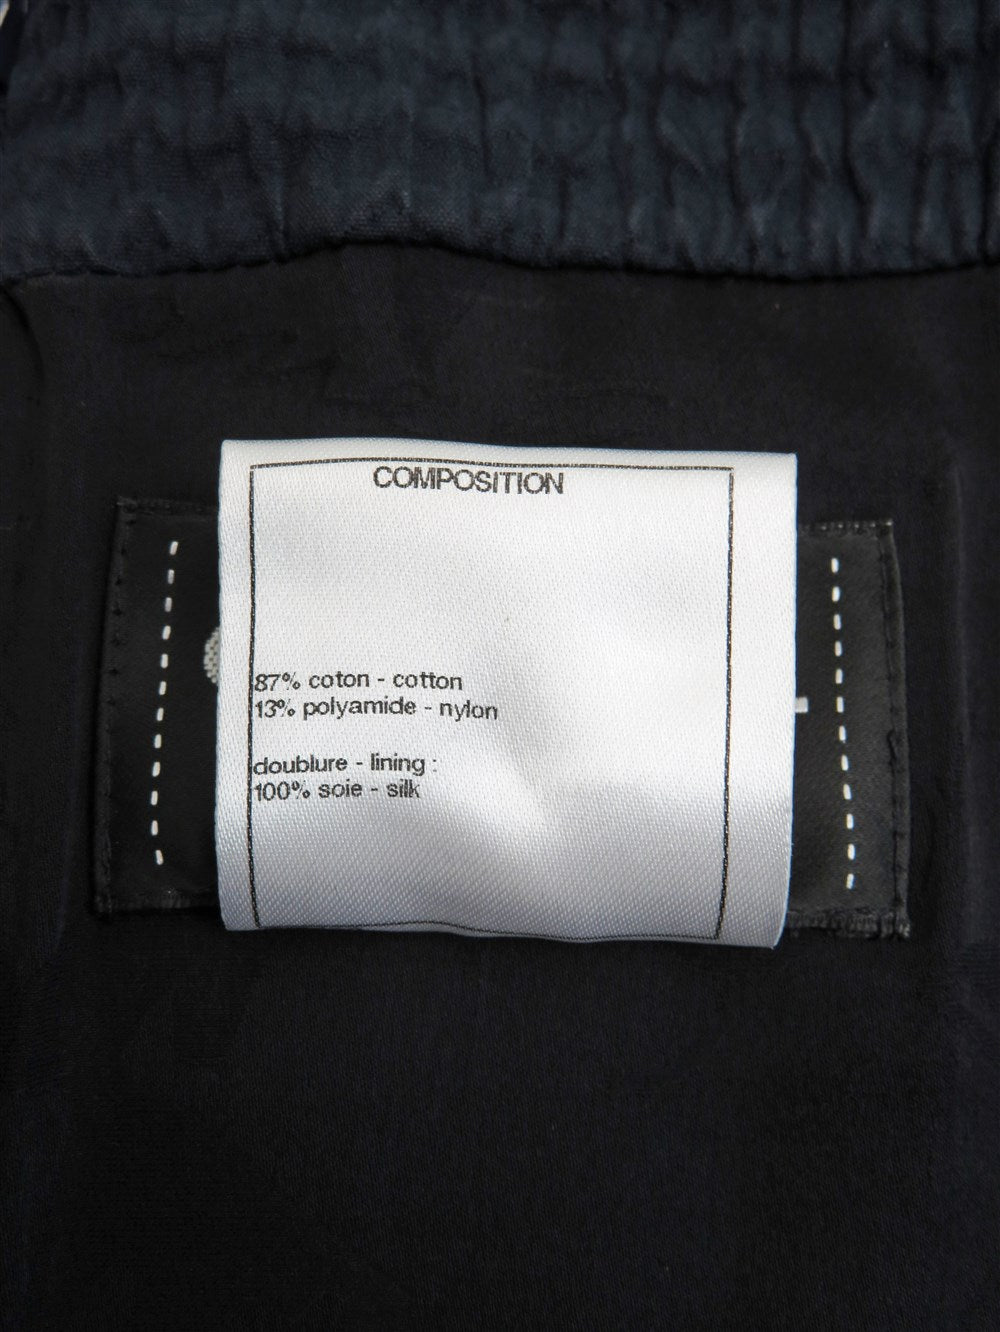 COMPOSITION
87% coton - cotton
13% polyamide - nylon
doublure - lining :
100% soie - silk